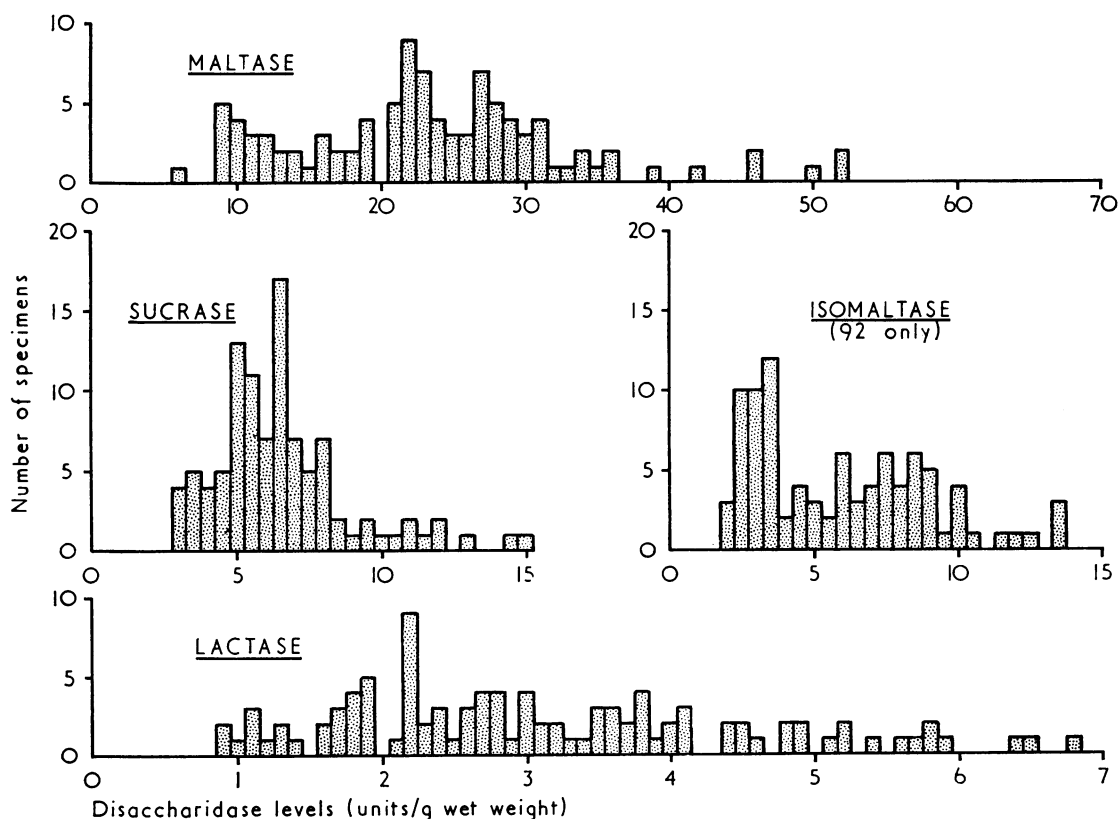 10
MALTASE
5
0
0 10 20 30 40 50 60 70
Number of specimens
20
15
SUCRASE
10
5
0
0 5 10 15
20
15
ISOMALTASE
(92 only)
10
5
0
0 5 10 15
10
LACTASE
5
0
0 1 2 3 4 5 6 7
Disaccharidase levels (units/g wet weight)